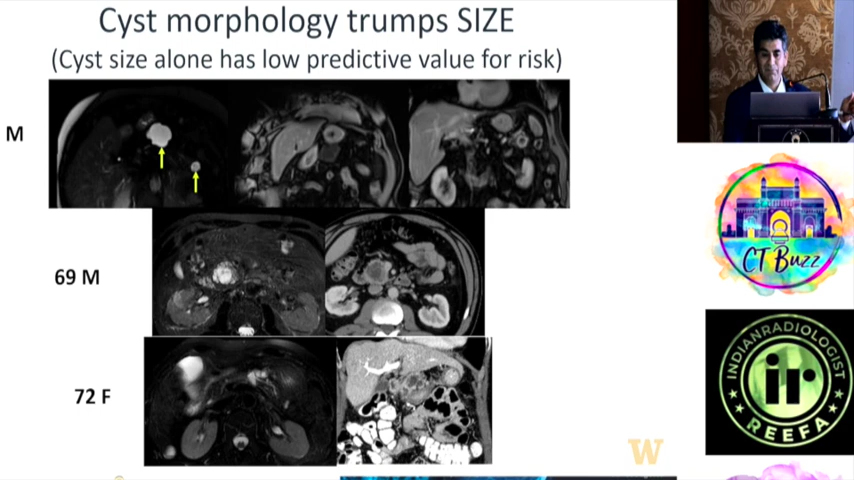 Cyst morphology trumps SIZE
(Cyst size alone has low predictive value for risk)
M
69 M
72 F
W
CT Buzz
INDIANRADIOLOGIST
ir
REEFA